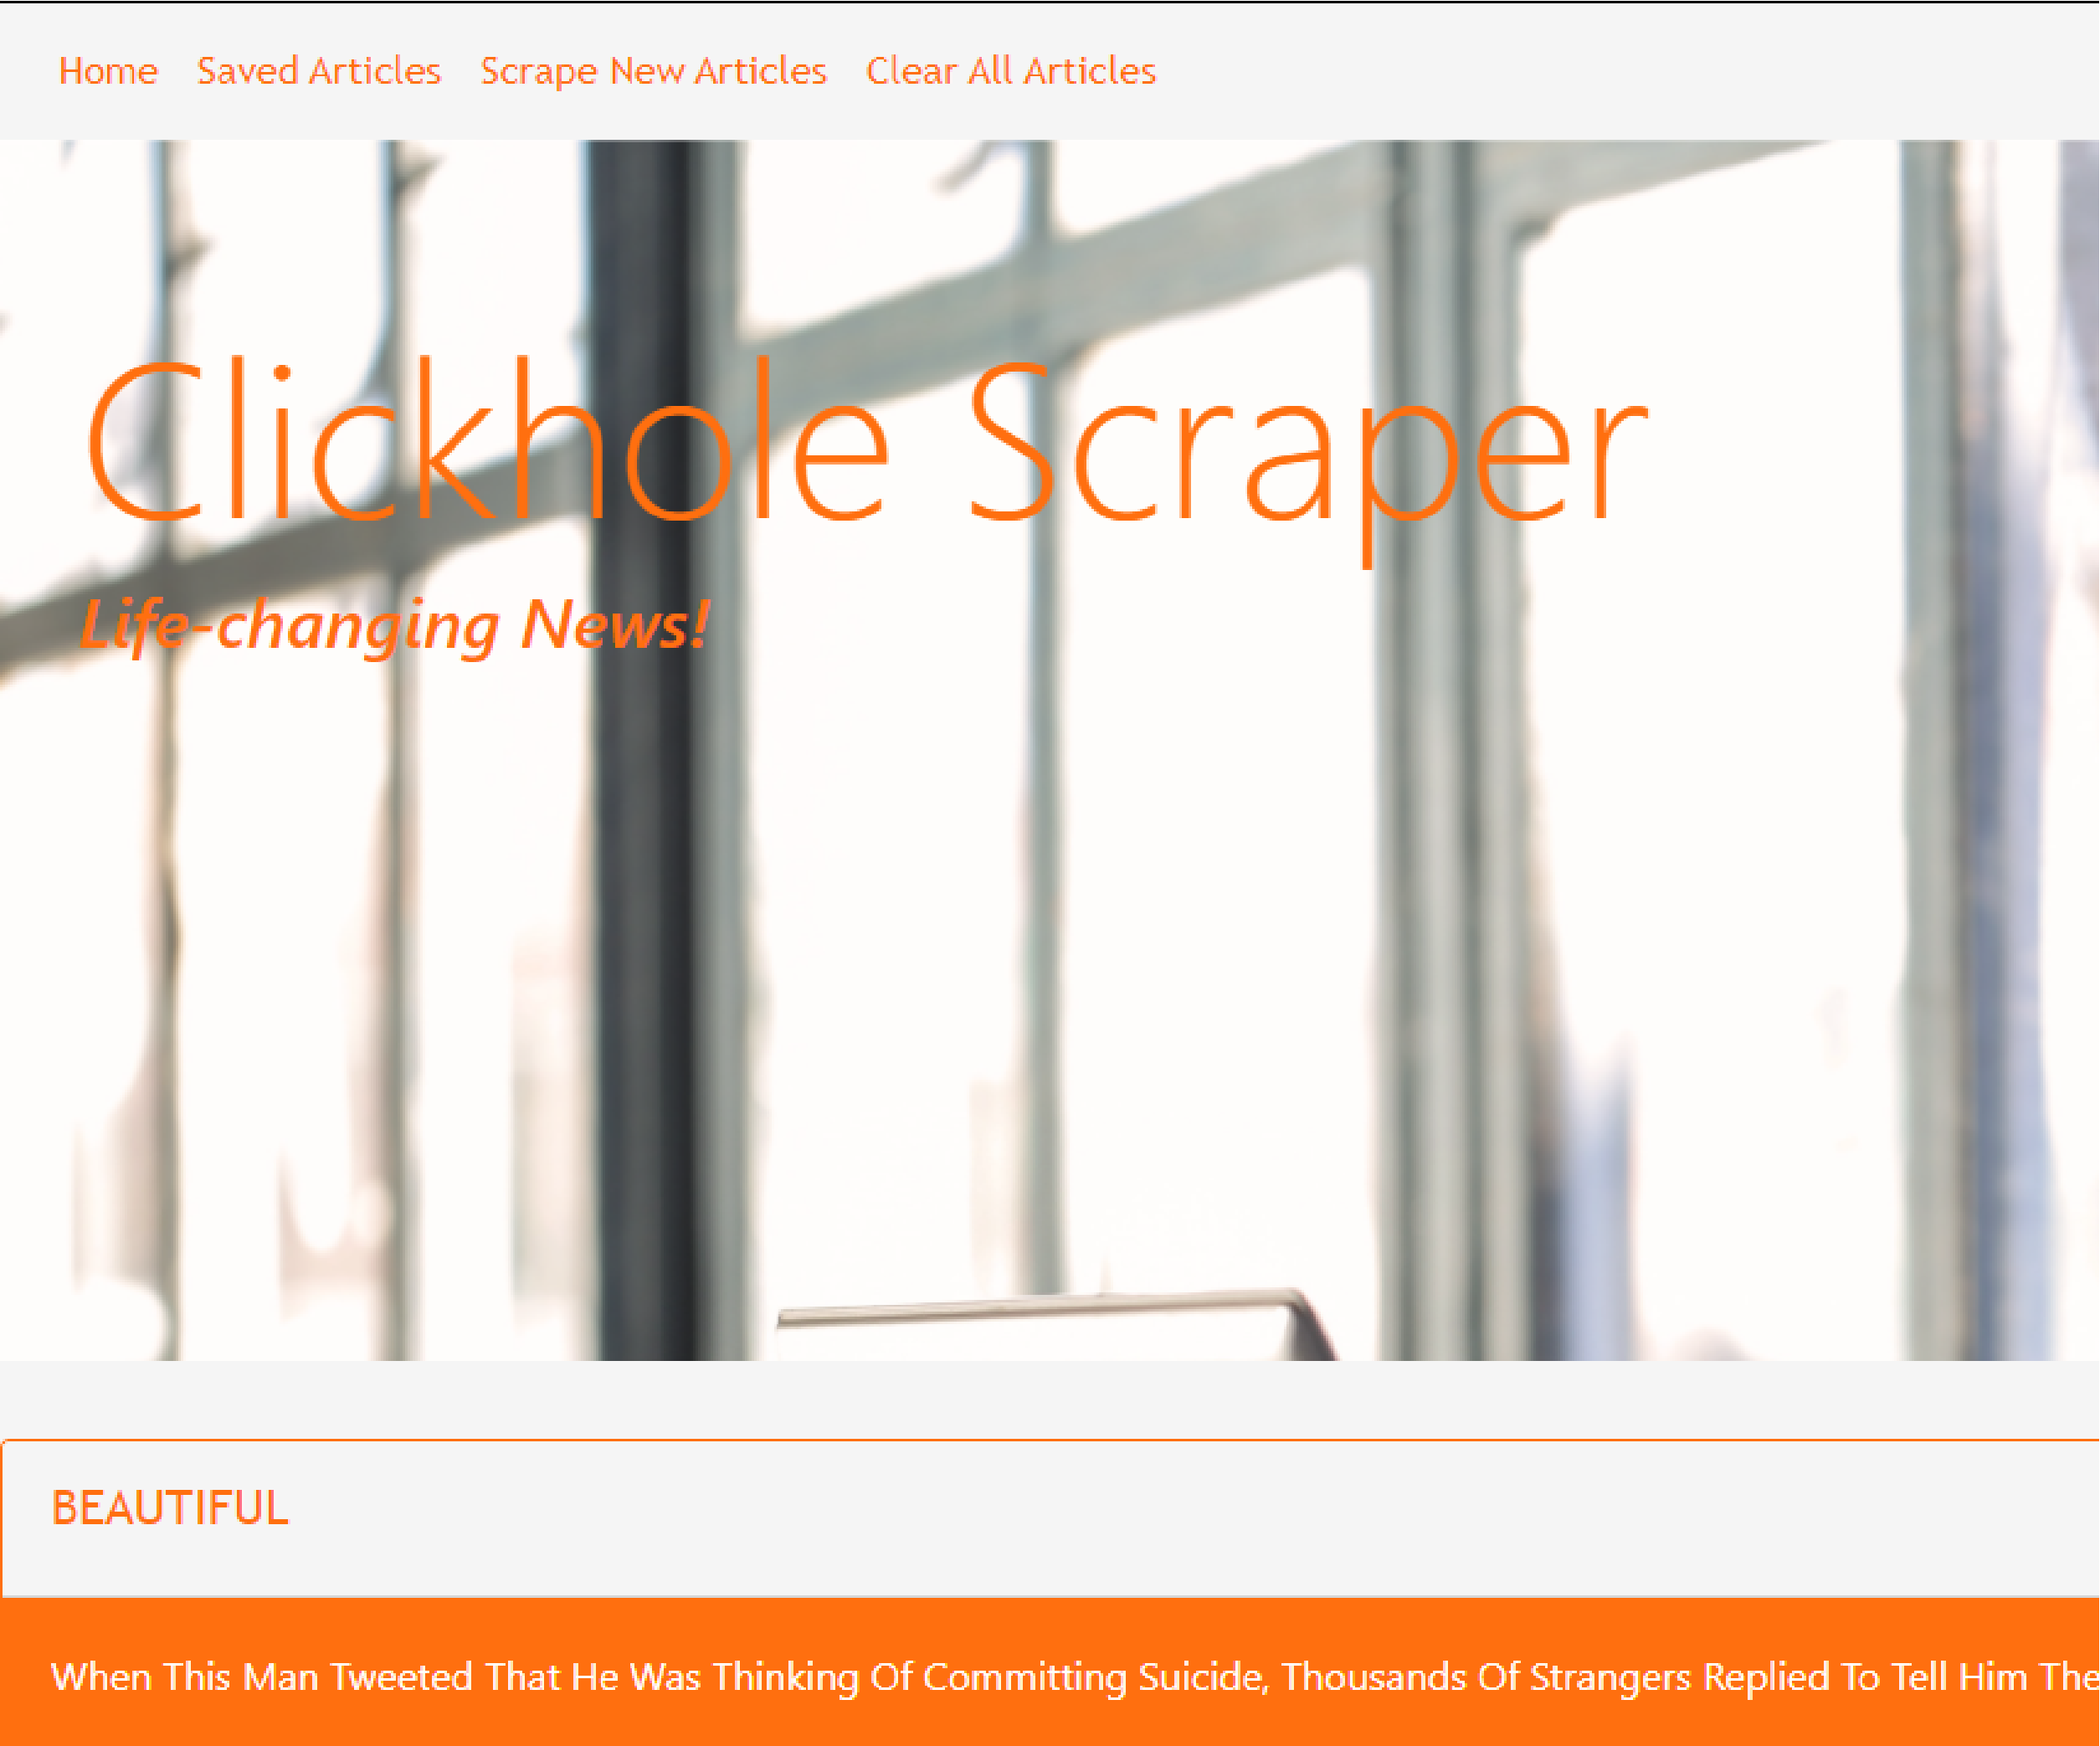 Home Saved Articles Scrape New Articles Clear All Articles
Clickhole Scraper
Life-changing News!
BEAUTIFUL
When This Man Tweeted That He Was Thinking Of Committing Suicide, Thousands Of Strangers Replied To Tell Him The